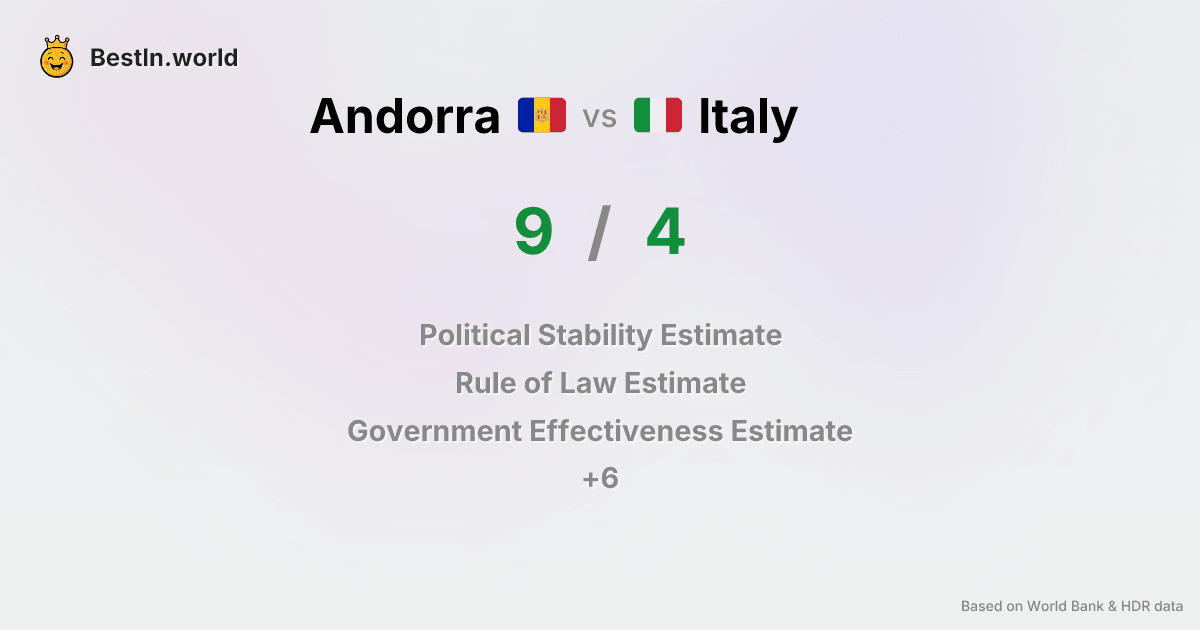 BestIn.world
Andorra vs Italy
9 / 4
Political Stability Estimate
Rule of Law Estimate
Government Effectiveness Estimate
+6
Based on World Bank & HDR data